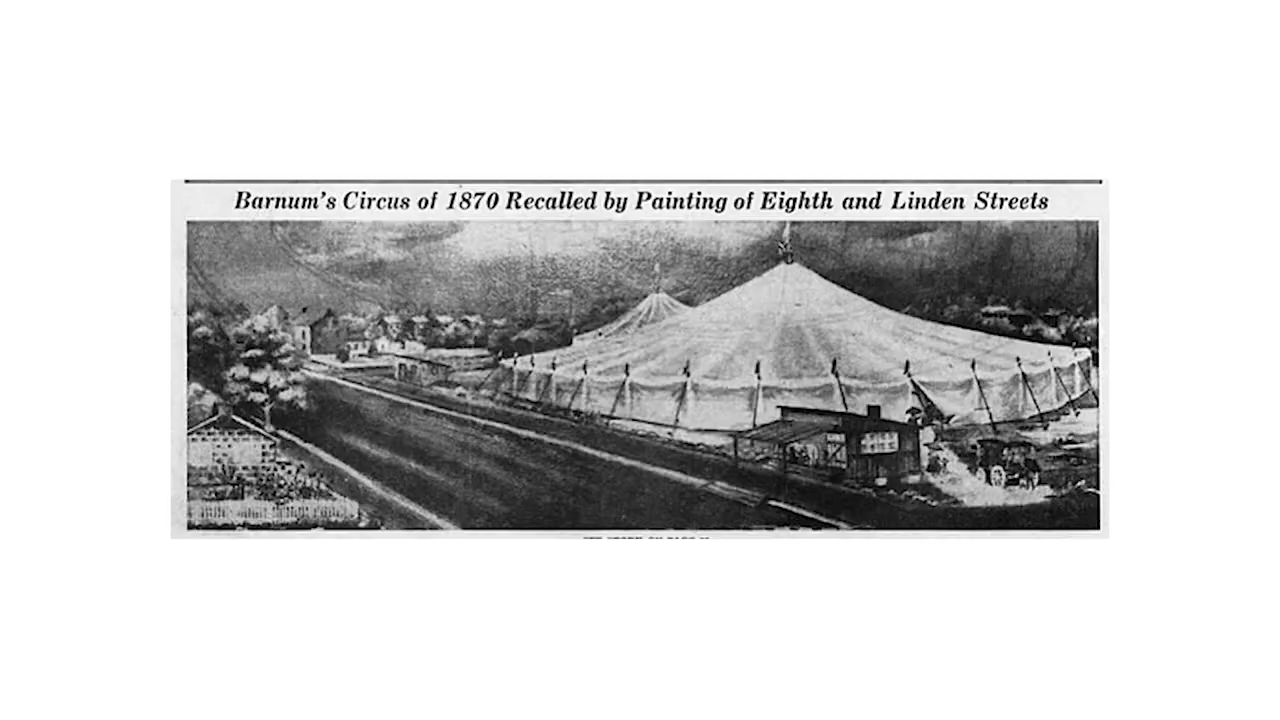 Barnum's Circus of 1870 Recalled by Painting of Eighth and Linden Streets